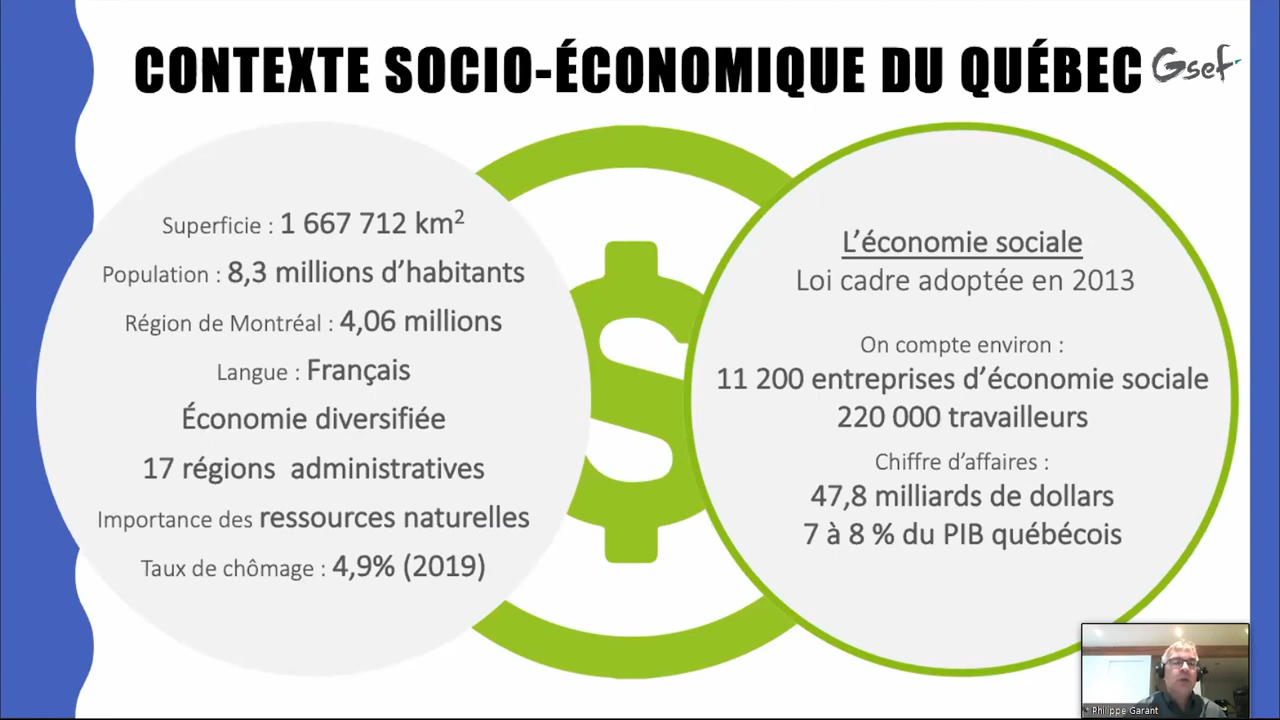 CONTEXTE SOCIO-ÉCONOMIQUE DU QUÉBEC
Gsef
Superficie : 1 667 712 km²
Population : 8,3 millions d'habitants
Région de Montréal : 4,06 millions
Langue : Français
Économie diversifiée
17 régions administratives
Importance des ressources naturelles
Taux de chômage : 4,9% (2019)
L'économie sociale
Loi cadre adoptée en 2013
On compte environ :
11 200 entreprises d'économie sociale
220 000 travailleurs
Chiffre d'affaires :
47,8 milliards de dollars
7 à 8 % du PIB québécois
Philippe Garant